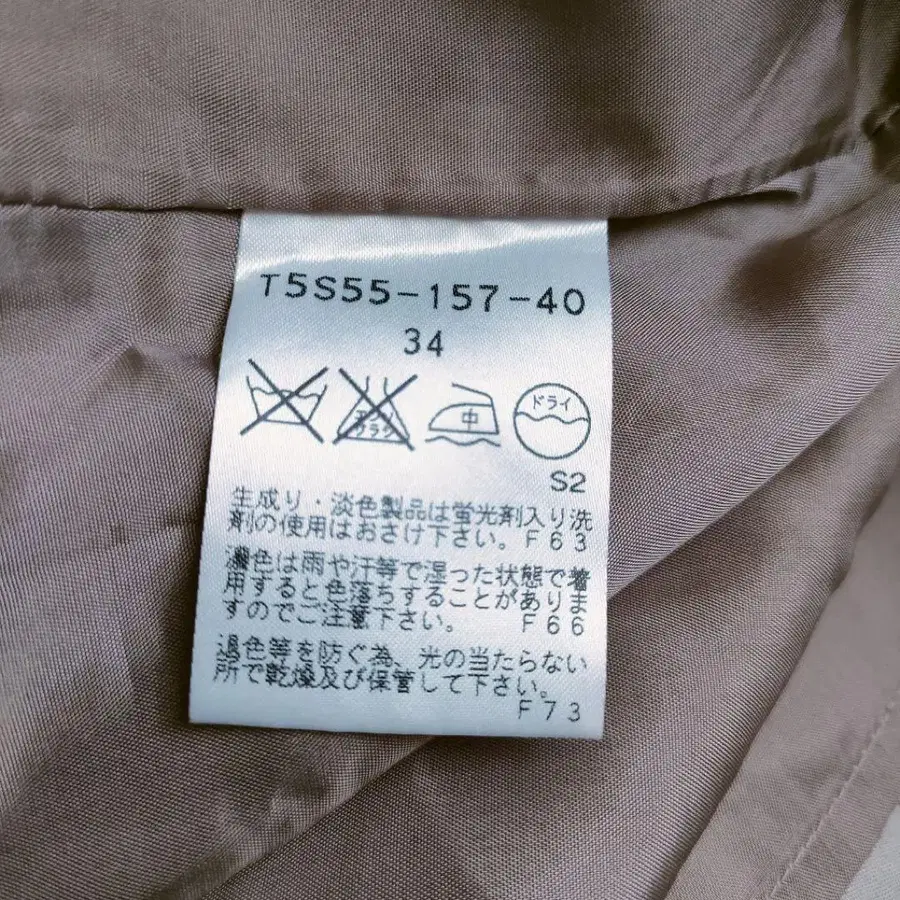 T5S55-157-40
34
中
ドライ
S2
生成り・淡色製品は蛍光剤入り洗
剤の使用はおさけ下さい。F63
濃色は雨や汗等で湿った状態で着
用すると色落ちすることがありま
すのでご注意下さい。 F66
退色等を防ぐ為、光の当たらない
所で乾燥及び保管して下さい。
F73